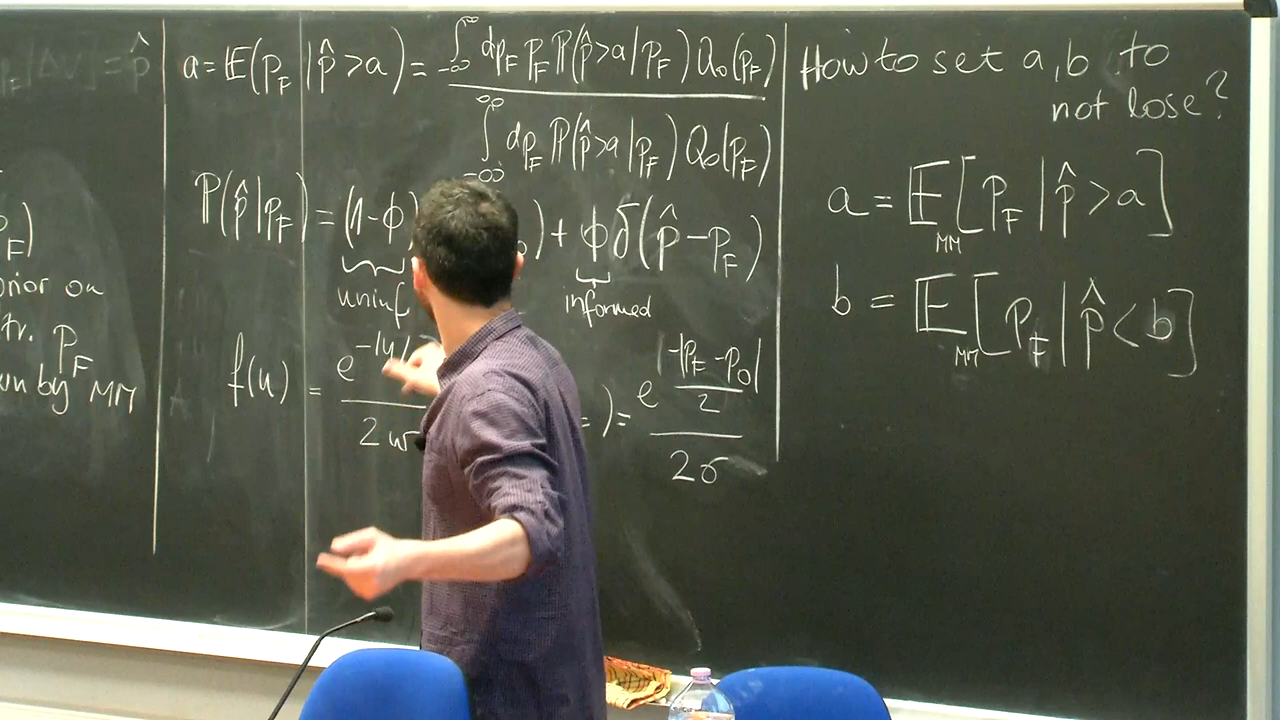 p_F | ΔV) = p̂
F)
on
tr. p_F
by MM
a = E(p_F | p̂ > a) = ∫_{-∞}^{∞} dp_F p_F P(p̂ > a | p_F) Q_0(p_F)
∫_{-∞}^{∞} dp_F P(p̂ > a | p_F) Q_0(p_F)
P(p̂ | p_F) = (1-ϕ) ) + ϕ δ(p̂ - p_F)
uninf informed
f(u) = e^{-|u|/ = ) = e^{-|p_F - p_0|/2}
2w 2σ
How to set a, b to
not lose?
a = E_{MM}[p_F | p̂ > a]
b = E_{MM}[p_F | p̂ < b]